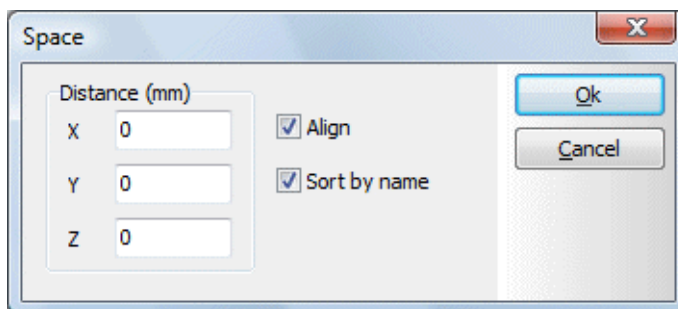 Space
X
Distance (mm)
Ok
X 0
Align
Cancel
Y 0
Sort by name
Z 0